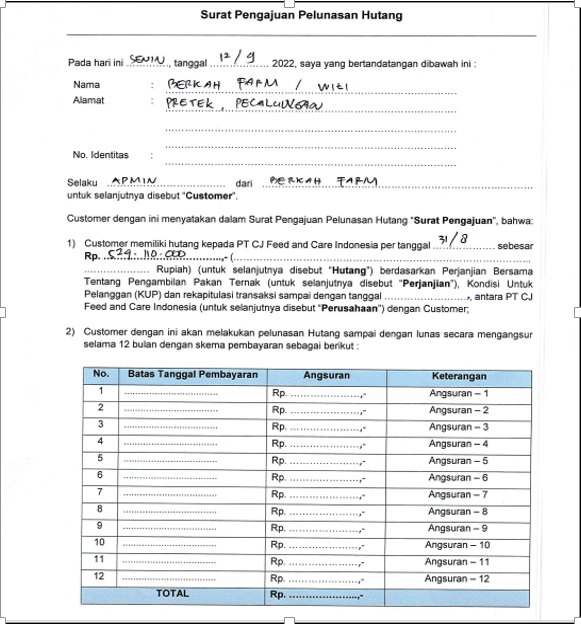 Surat Pengajuan Pelunasan Hutang
Pada hari ini SENIN, tanggal 12/9 2022, saya yang bertandatangan dibawah ini :
Nama : BERKAH FARM / WITI
Alamat : PRETEK, PECALUNGAN
No. Identitas :
Selaku APMIN dari BERKAH FARM
untuk selanjutnya disebut "Customer".
Customer dengan ini menyatakan dalam Surat Pengajuan Pelunasan Hutang "Surat Pengajuan", bahwa:
1) Customer memiliki hutang kepada PT CJ Feed and Care Indonesia per tanggal 31/8 sebesar
Rp. 529.110.000,- (
Rupiah) (untuk selanjutnya disebut "Hutang") berdasarkan Perjanjian Bersama
Tentang Pengambilan Pakan Ternak (untuk selanjutnya disebut "Perjanjian"), Kondisi Untuk
Pelanggan (KUP) dan rekapitulasi transaksi sampai dengan tanggal ......................, antara PT CJ
Feed and Care Indonesia (untuk selanjutnya disebut "Perusahaan") dengan Customer;
2) Customer dengan ini akan melakukan pelunasan Hutang sampai dengan lunas secara mengangsur
selama 12 bulan dengan skema pembayaran sebagai berikut :
No. Batas Tanggal Pembayaran Angsuran Keterangan
1 ........................ Rp. ....................,- Angsuran – 1
2 ........................ Rp. ....................,- Angsuran – 2
3 ........................ Rp. ....................,- Angsuran – 3
4 ........................ Rp. ....................,- Angsuran – 4
5 ........................ Rp. ....................,- Angsuran – 5
6 ........................ Rp. ....................,- Angsuran – 6
7 ........................ Rp. ....................,- Angsuran – 7
8 ........................ Rp. ....................,- Angsuran – 8
9 ........................ Rp. ....................,- Angsuran – 9
10 ........................ Rp. ....................,- Angsuran – 10
11 ........................ Rp. ....................,- Angsuran – 11
12 ........................ Rp. ....................,- Angsuran – 12
TOTAL Rp. ....................,-